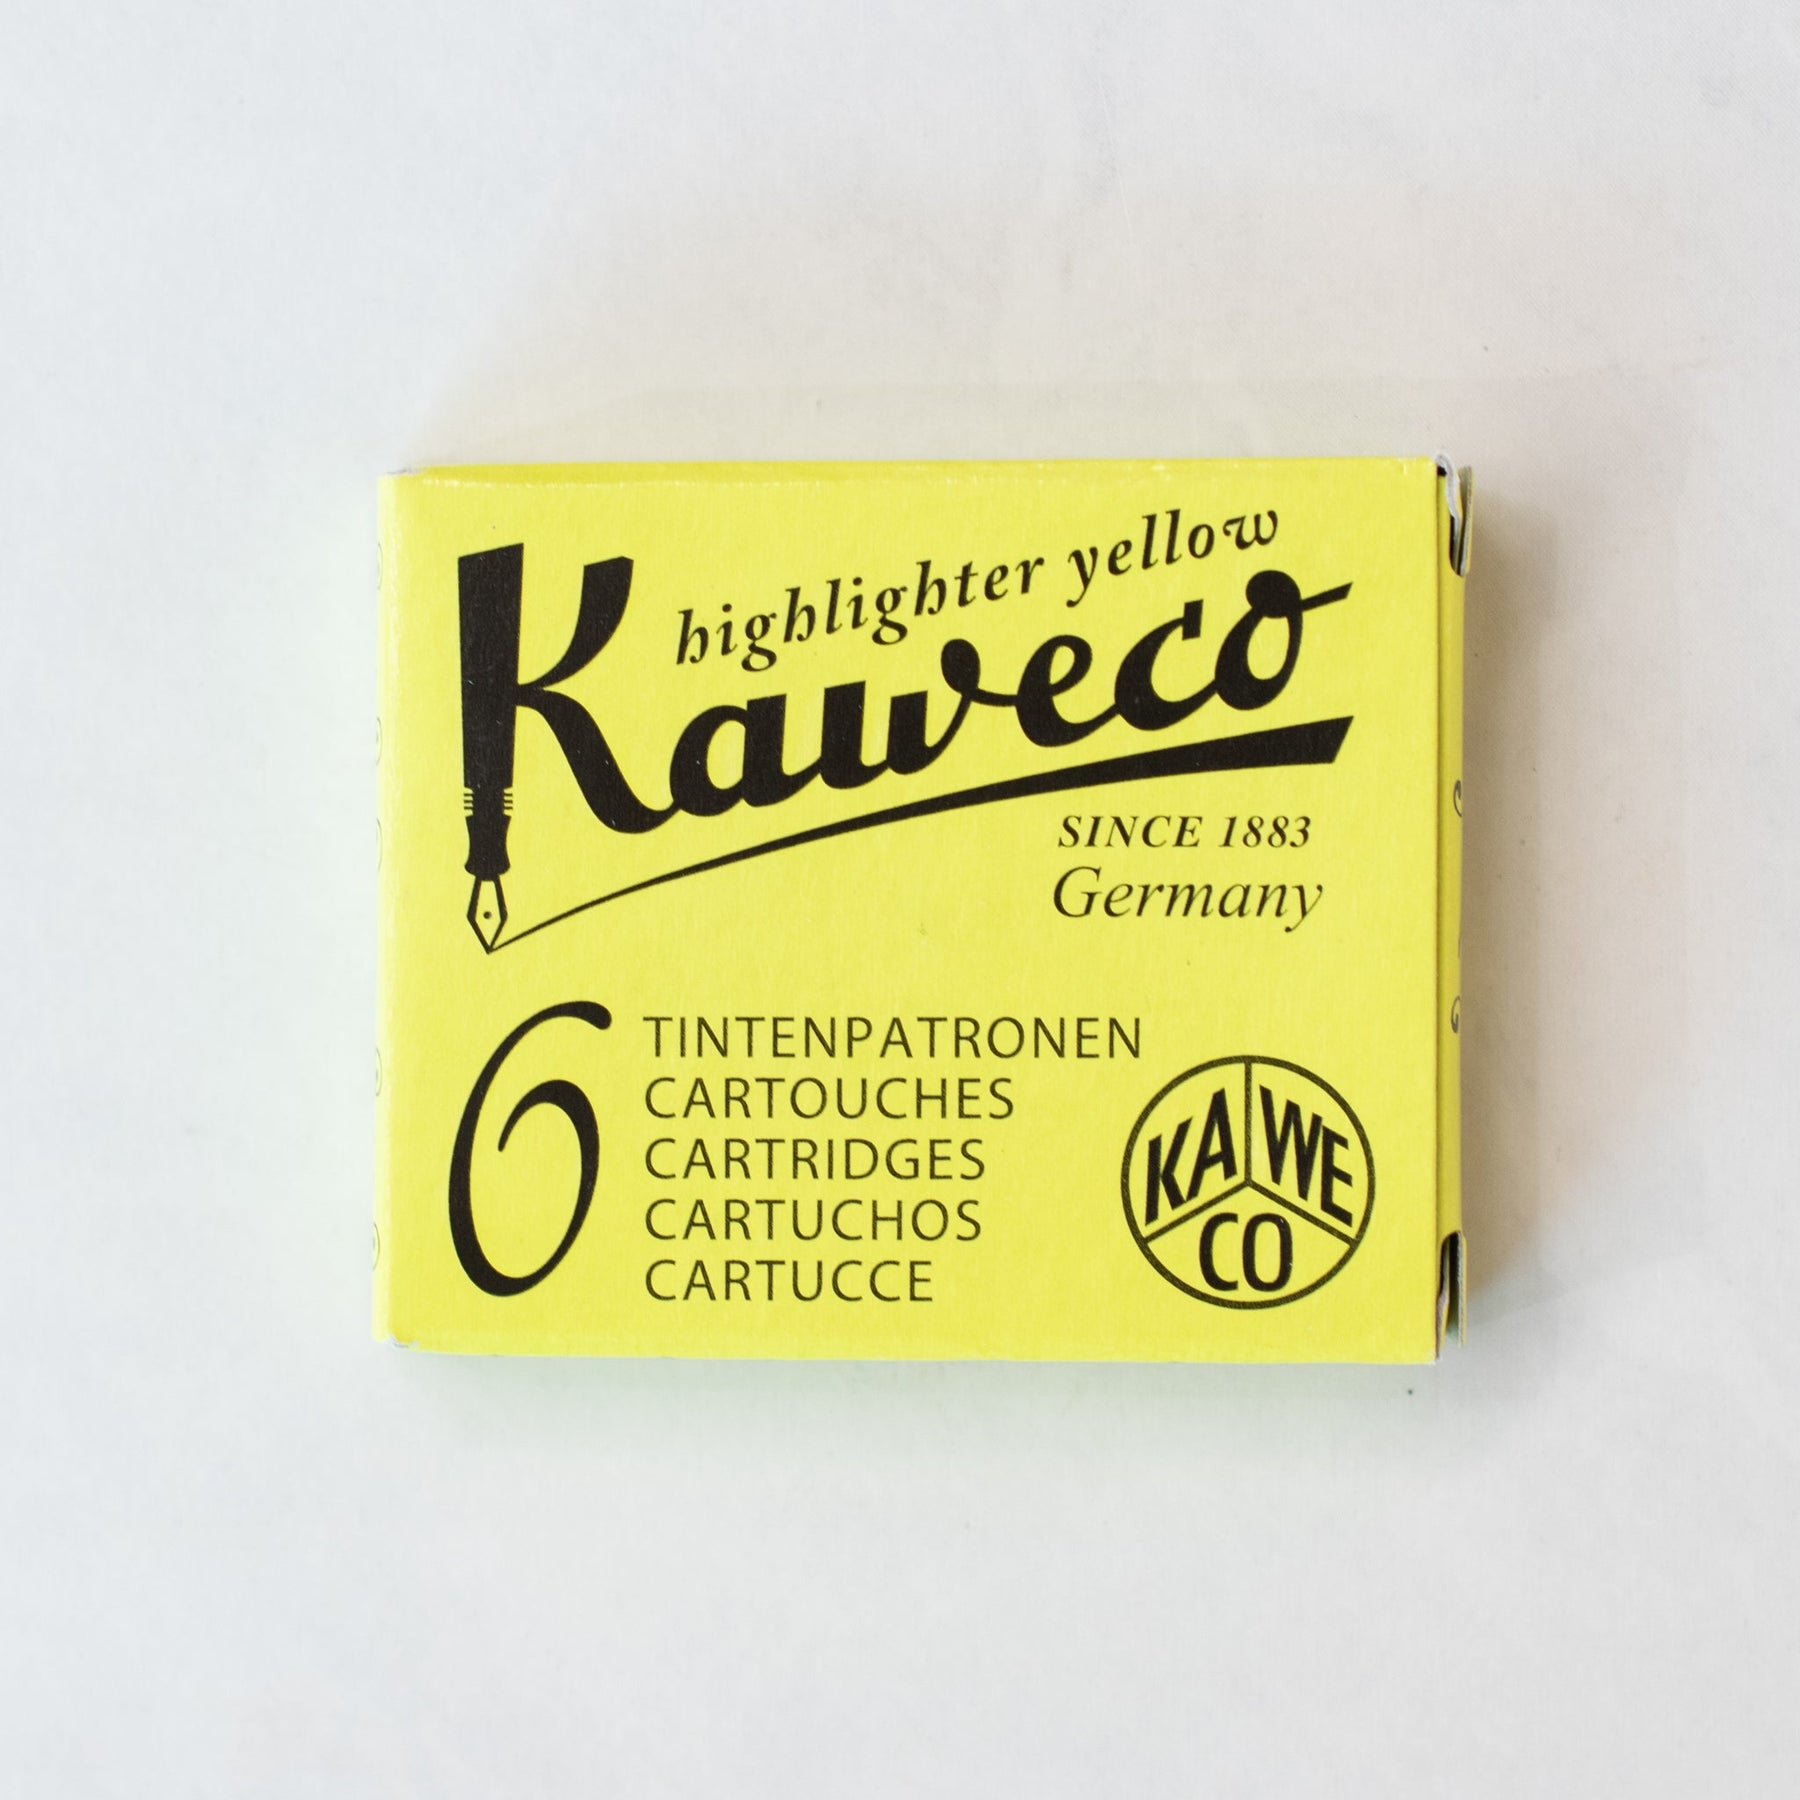 highlighter yellow
Kaweco
SINCE 1883
Germany
6
TINTENPATRONEN
CARTOUCHES
CARTRIDGES
CARTUCHOS
CARTUCCE
KA WE
CO